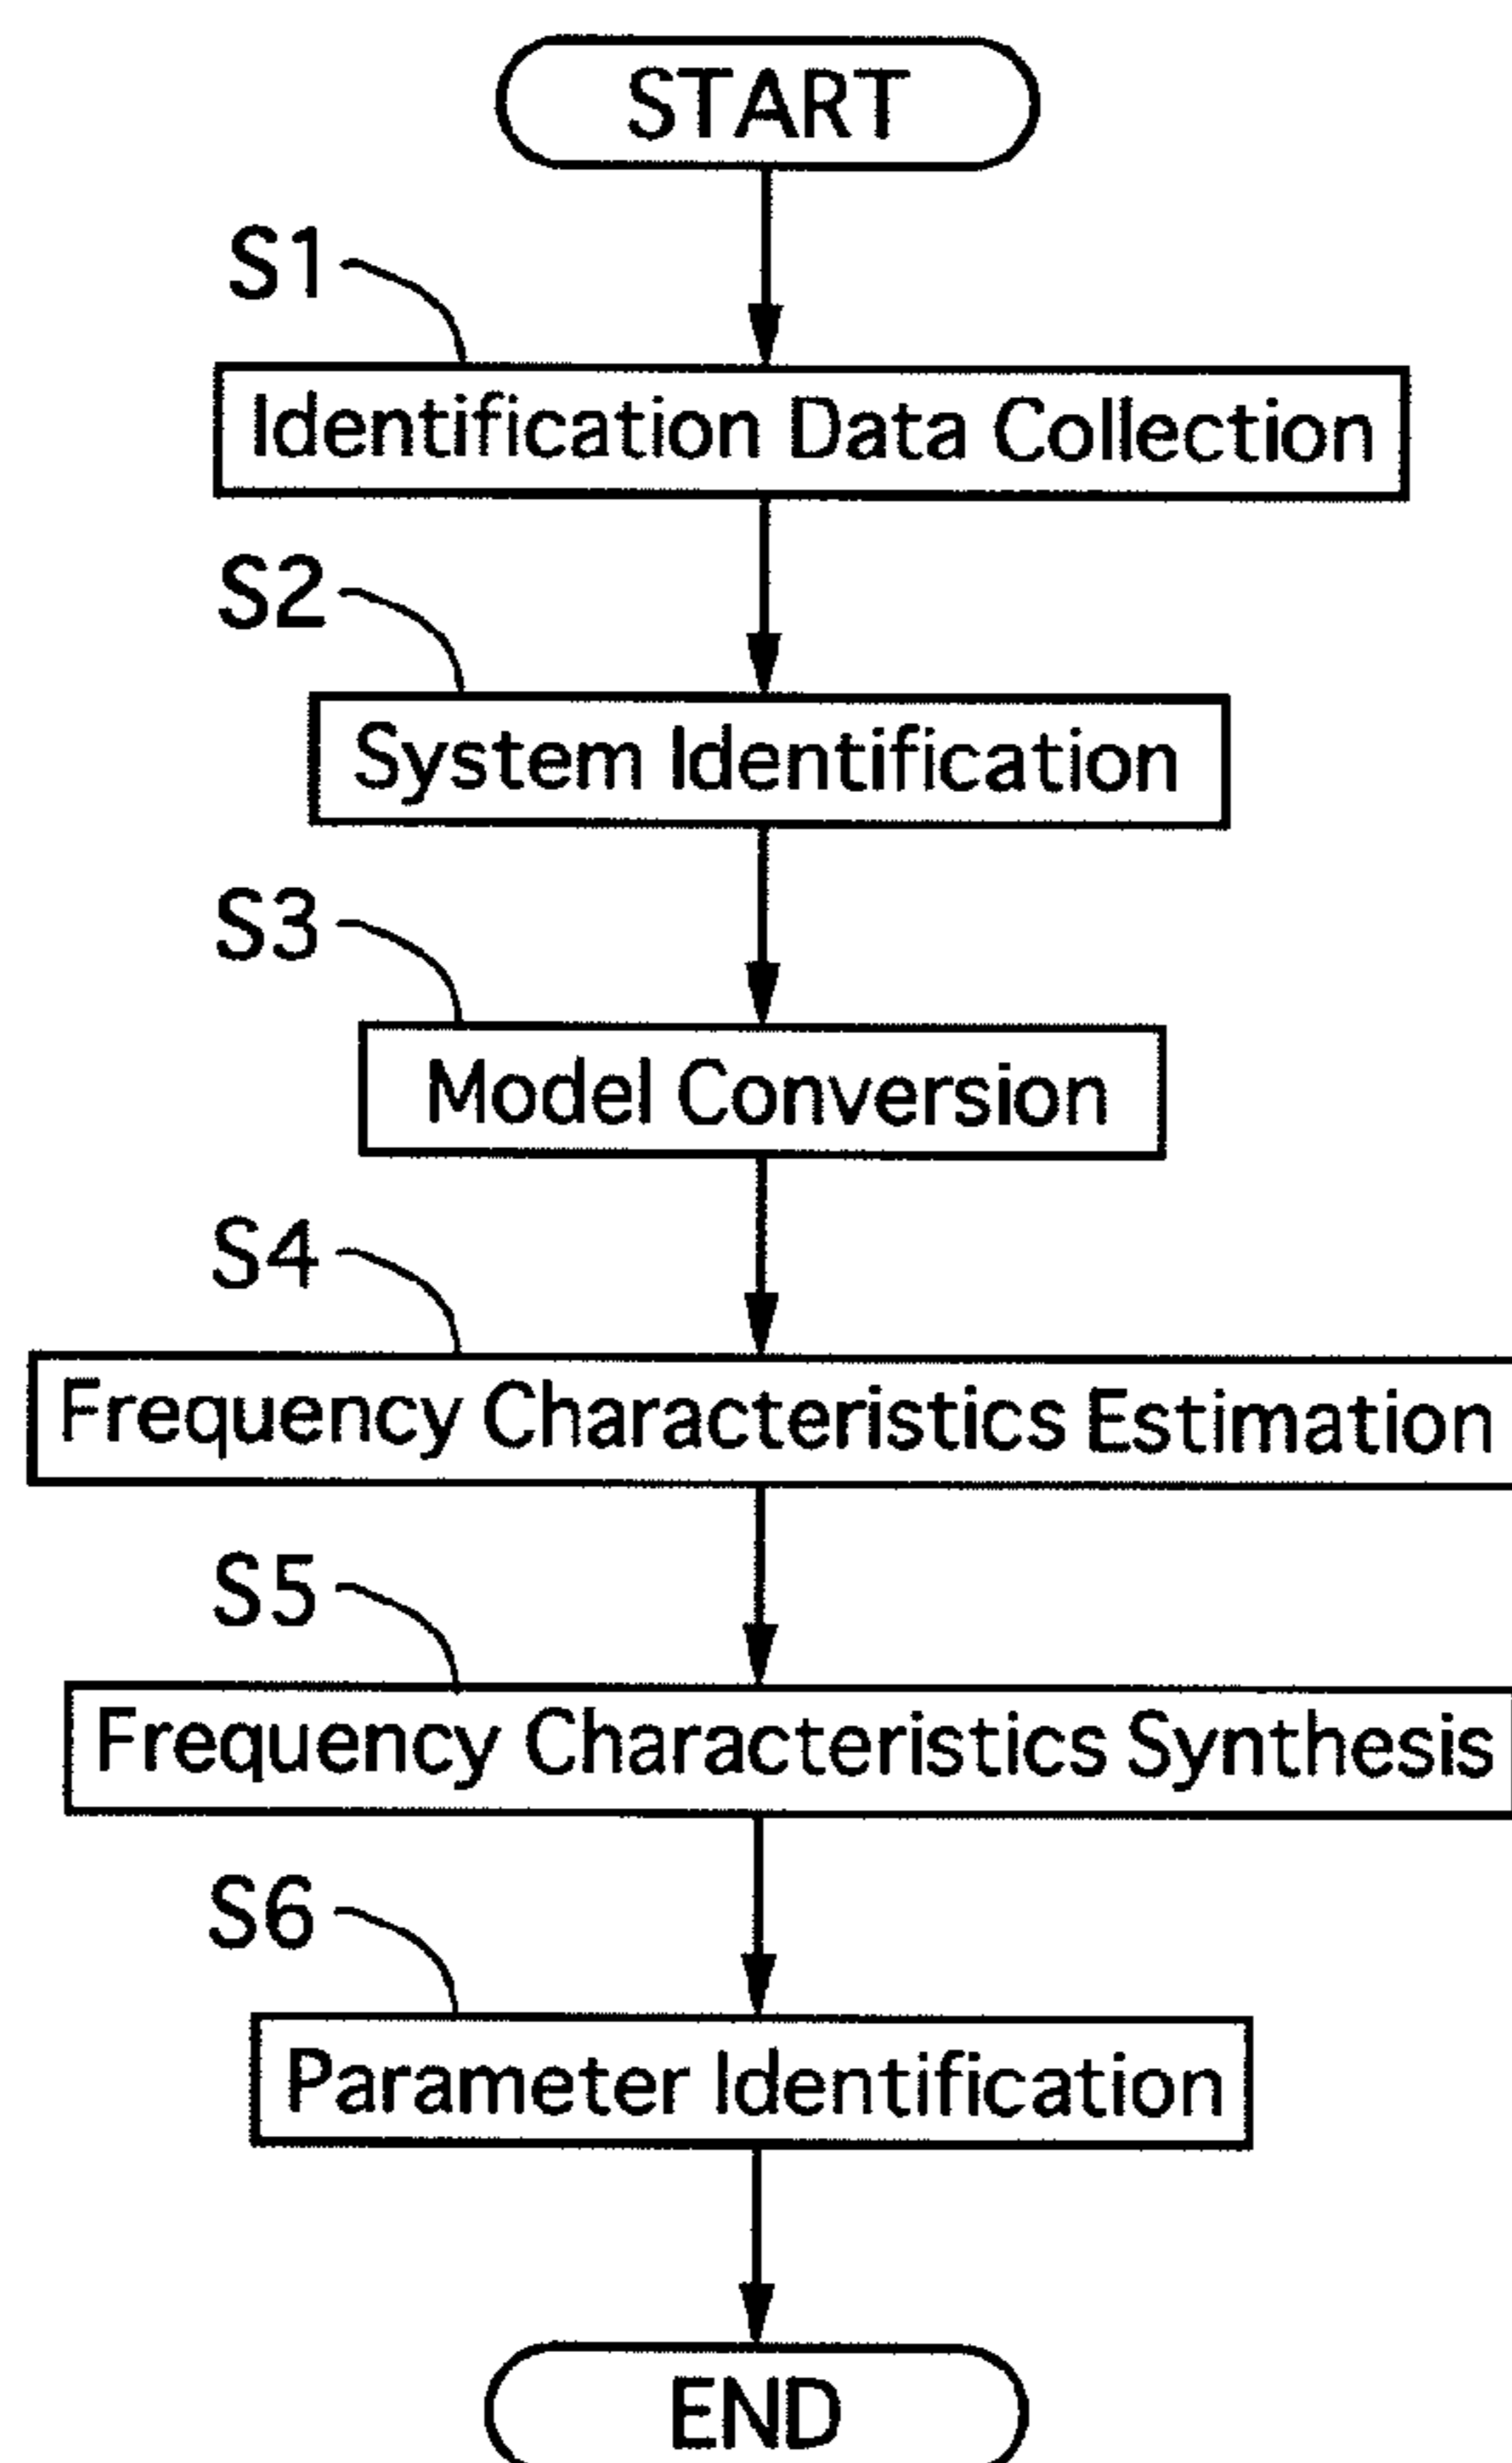 START
S1
Identification Data Collection
S2
System Identification
S3
Model Conversion
S4
Frequency Characteristics Estimation
S5
Frequency Characteristics Synthesis
S6
Parameter Identification
END